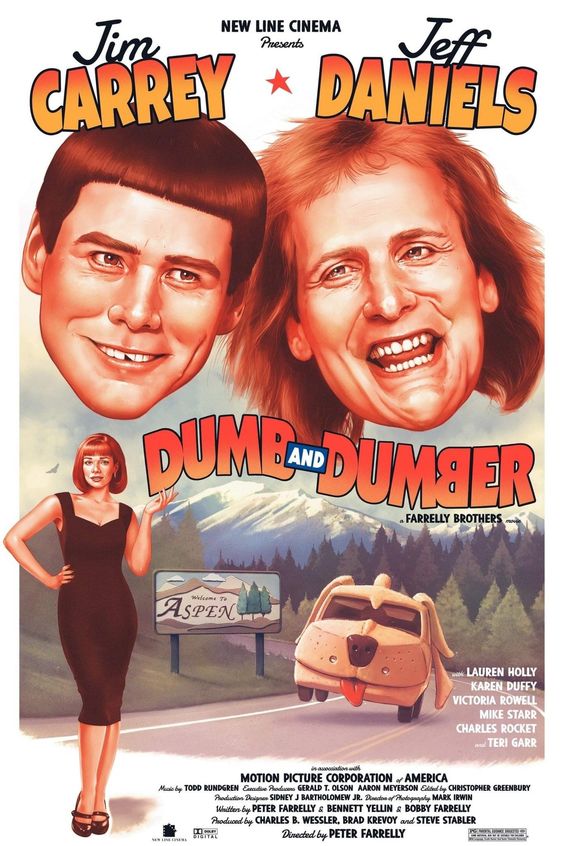 NEW LINE CINEMA
Presents
Jim
CARREY
Jeff
DANIELS
DUMB AND DUMBER
a FARRELLY BROTHERS movie
Welcome To
ASPEN
with LAUREN HOLLY
KAREN DUFFY
VICTORIA ROWELL
MIKE STARR
CHARLES ROCKET
and TERI GARR
in association with
MOTION PICTURE CORPORATION of AMERICA
Music by TODD RUNDGREN Executive Producers GERALD T. OLSON AARON MEYERSON Edited by CHRISTOPHER GREENBURY
Production Designer SIDNEY J BARTHOLOMEW JR. Director of Photography MARK IRWIN
Written by PETER FARRELLY & BENNETT YELLIN & BOBBY FARRELLY
Produced by CHARLES B. WESSLER, BRAD KREVOY and STEVE STABLER
Directed by PETER FARRELLY
NEW LINE CINEMA
DOLBY
DIGITAL
PG